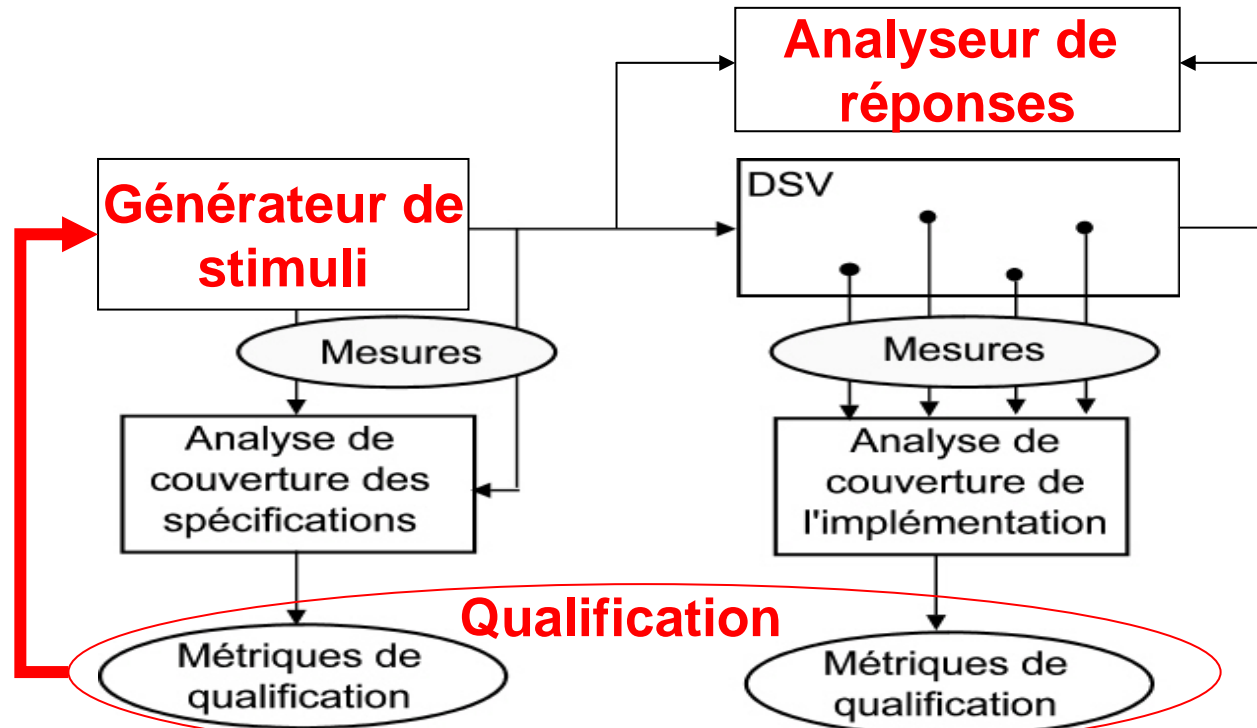 Analyseur de
réponses
Générateur de
stimuli
DSV
Mesures
Mesures
Analyse de
couverture des
spécifications
Analyse de
couverture de
l'implémentation
Qualification
Métriques de
qualification
Métriques de
qualification